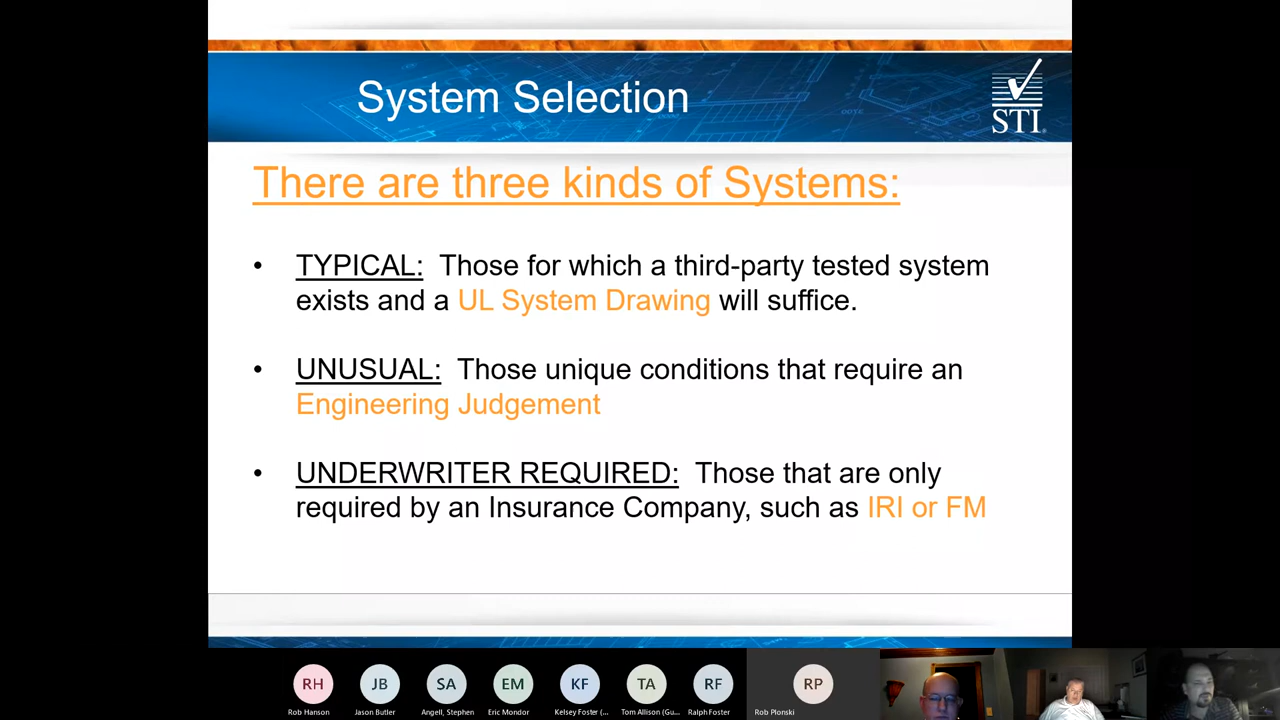 System Selection
STI
There are three kinds of Systems:
• TYPICAL: Those for which a third-party tested system
exists and a UL System Drawing will suffice.
• UNUSUAL: Those unique conditions that require an
Engineering Judgement
• UNDERWRITER REQUIRED: Those that are only
required by an Insurance Company, such as IRI or FM
RH JB SA EM KF TA RF RP
Rob Hanson Jason Butler Angell, Stephen Eric Mondor Kelsey Foster (... Tom Allison (Gu... Ralph Foster Rob Plonski